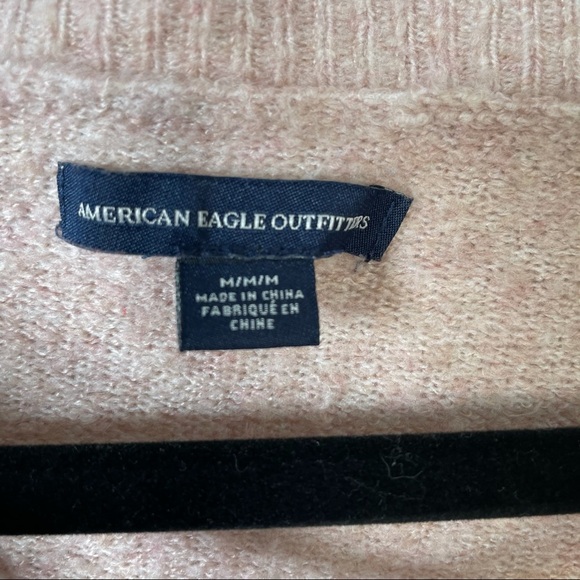 AMERICAN EAGLE OUTFITTERS
M/M/M
MADE IN CHINA
FABRIQUÉ EN
CHINE